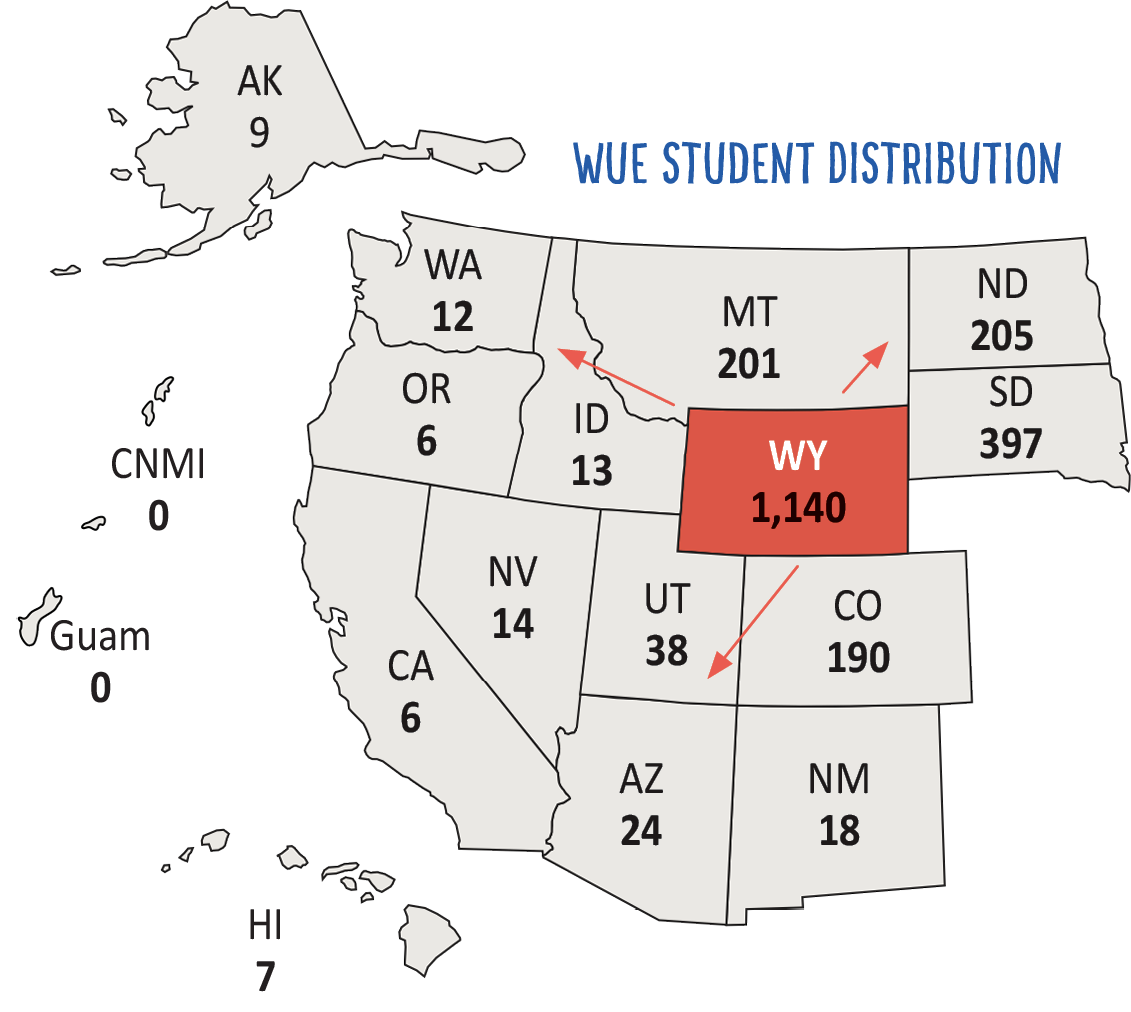 AK
9
WUE STUDENT DISTRIBUTION
WA
12
MT
201
ND
205
OR
6
ID
13
SD
397
WY
1,140
CNMI
0
NV
14
UT
38
CO
190
Guam
0
CA
6
AZ
24
NM
18
HI
7